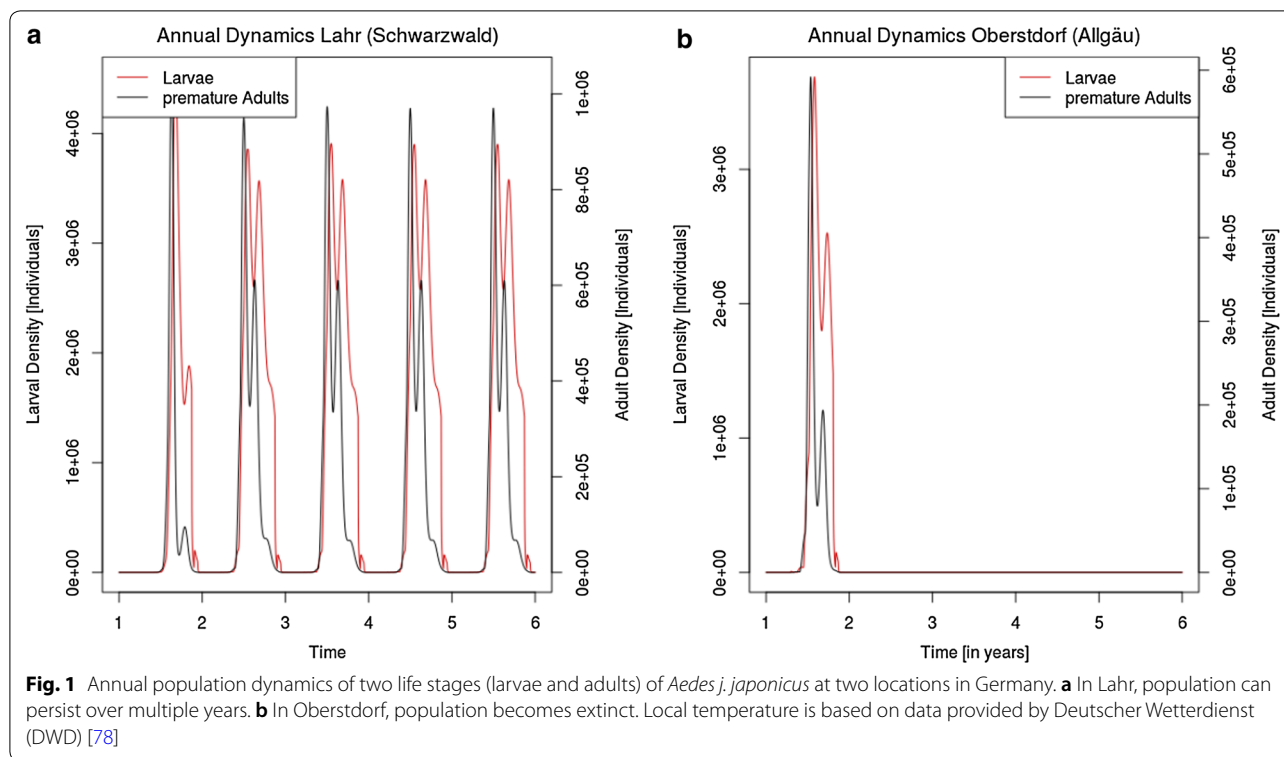 a
Annual Dynamics Lahr (Schwarzwald)
Larvae
premature Adults
Larval Density [Individuals]
0e+00
1e+06
2e+06
3e+06
4e+06
Adult Density [Individuals]
0e+00
2e+05
4e+05
6e+05
8e+05
1e+06
1 2 3 4 5 6
Time
b
Annual Dynamics Oberstdorf (Allgäu)
Larvae
premature Adults
Larval Density [Individuals]
0e+00
1e+06
2e+06
3e+06
Adult Density [Individuals]
0e+00
1e+05
2e+05
3e+05
4e+05
5e+05
6e+05
1 2 3 4 5 6
Time [in years]
Fig. 1 Annual population dynamics of two life stages (larvae and adults) of Aedes j. japonicus at two locations in Germany. a In Lahr, population can
persist over multiple years. b In Oberstdorf, population becomes extinct. Local temperature is based on data provided by Deutscher Wetterdienst
(DWD) [78]